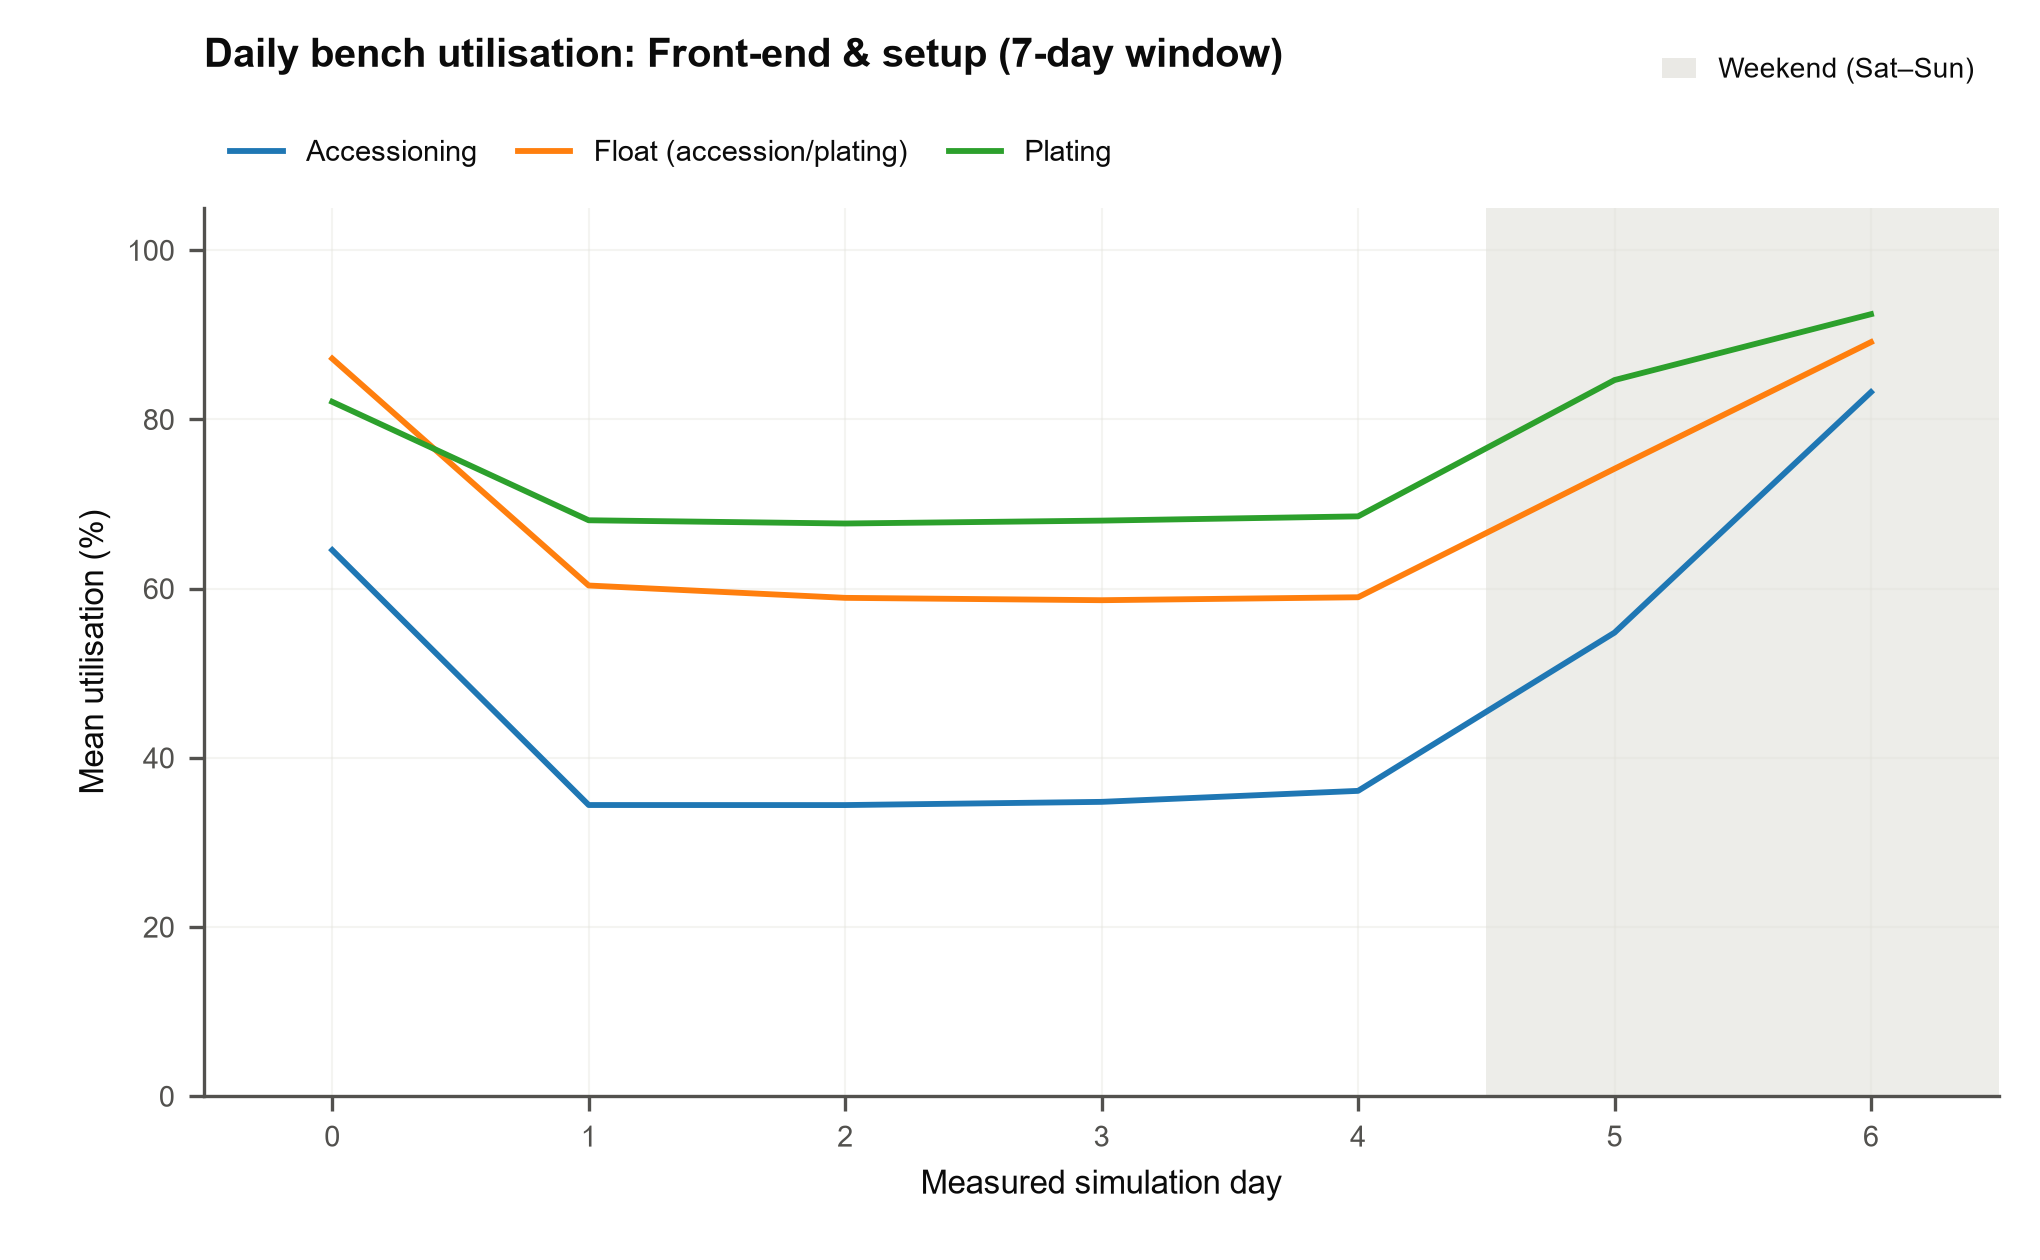 Daily bench utilisation: Front-end & setup (7-day window)
Weekend (Sat–Sun)
Accessioning
Float (accession/plating)
Plating
Mean utilisation (%)
100
80
60
40
20
0
0
1
2
3
4
5
6
Measured simulation day